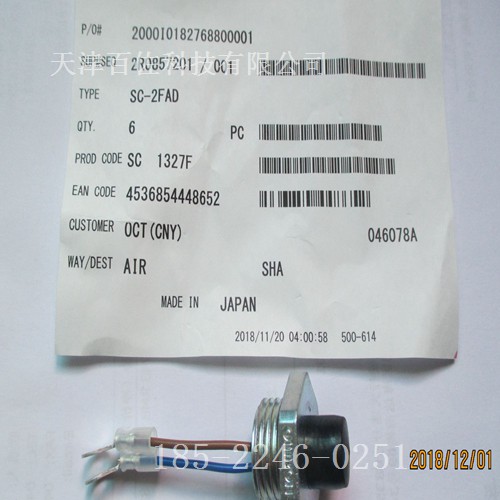 P/O# 2000I0182768800001
天津百仕科技有限公司
TYPE SC-2FAD
QTY. 6 PC
PROD CODE SC 1327F
EAN CODE 4536854448652
CUSTOMER OCT(CNY) 046078A
WAY/DEST AIR SHA
MADE IN JAPAN
2018/11/20 04:00:58 500-614
185-2246-0251
2018/12/01